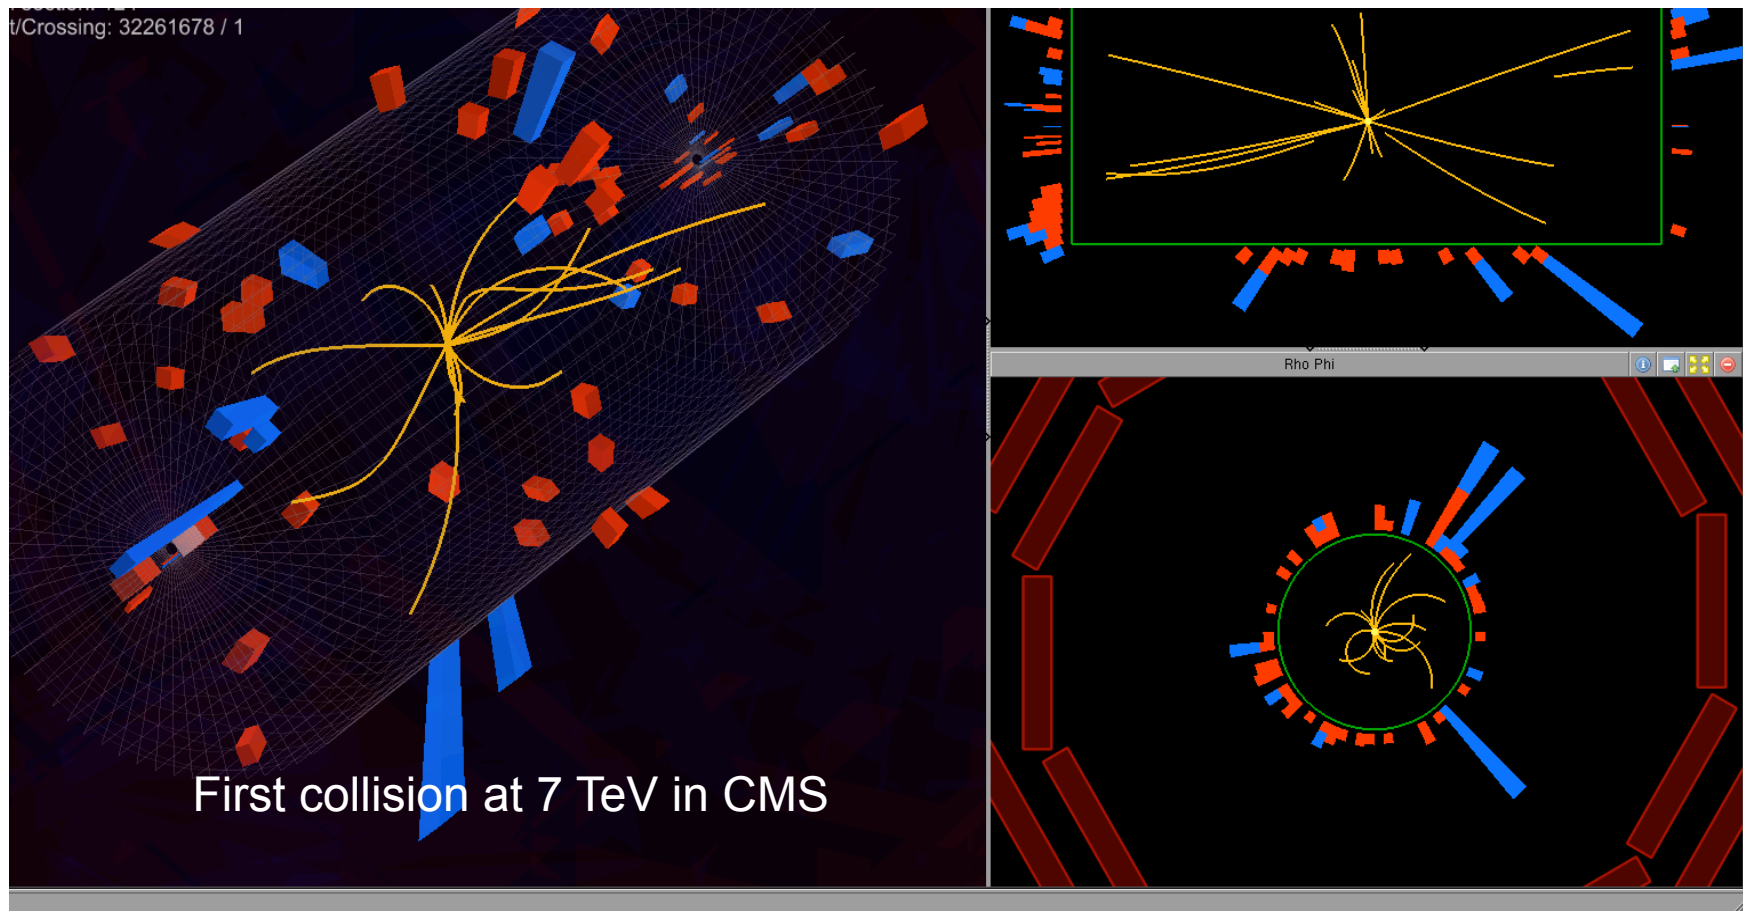 t/Crossing: 32261678 / 1
First collision at 7 TeV in CMS
Rho Phi